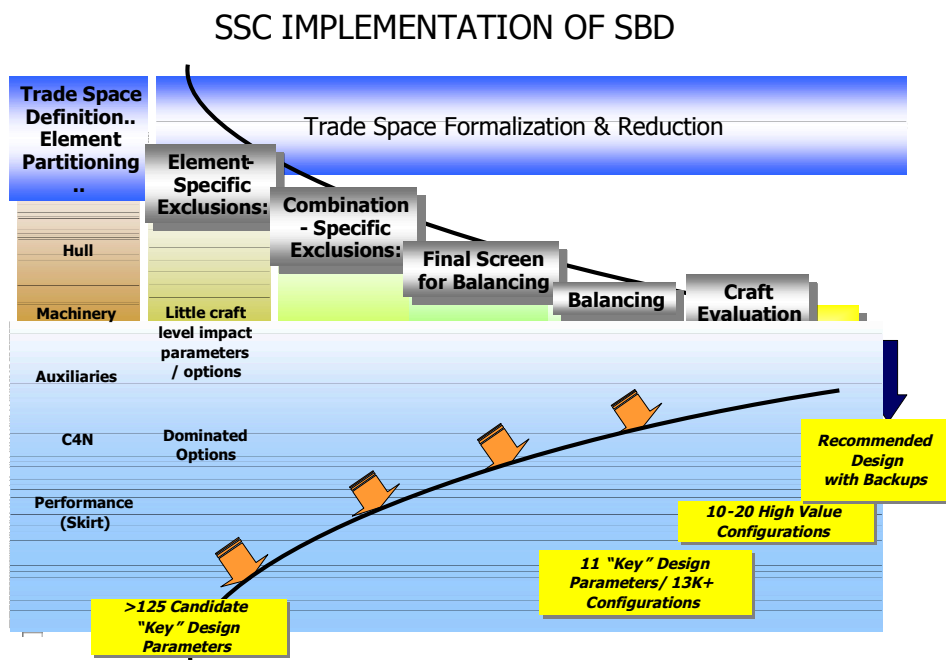 SSC IMPLEMENTATION OF SBD
Trade Space
Definition..
Element
Partitioning
..
Trade Space Formalization & Reduction
Element-
Specific
Exclusions:
Combination
- Specific
Exclusions:
Final Screen
for Balancing
Balancing
Craft
Evaluation
Hull
Machinery
Auxiliaries
C4N
Performance
(Skirt)
Little craft
level impact
parameters
/ options
Dominated
Options
>125 Candidate
“Key” Design
Parameters
11 “Key” Design
Parameters/ 13K+
Configurations
10-20 High Value
Configurations
Recommended
Design
with Backups